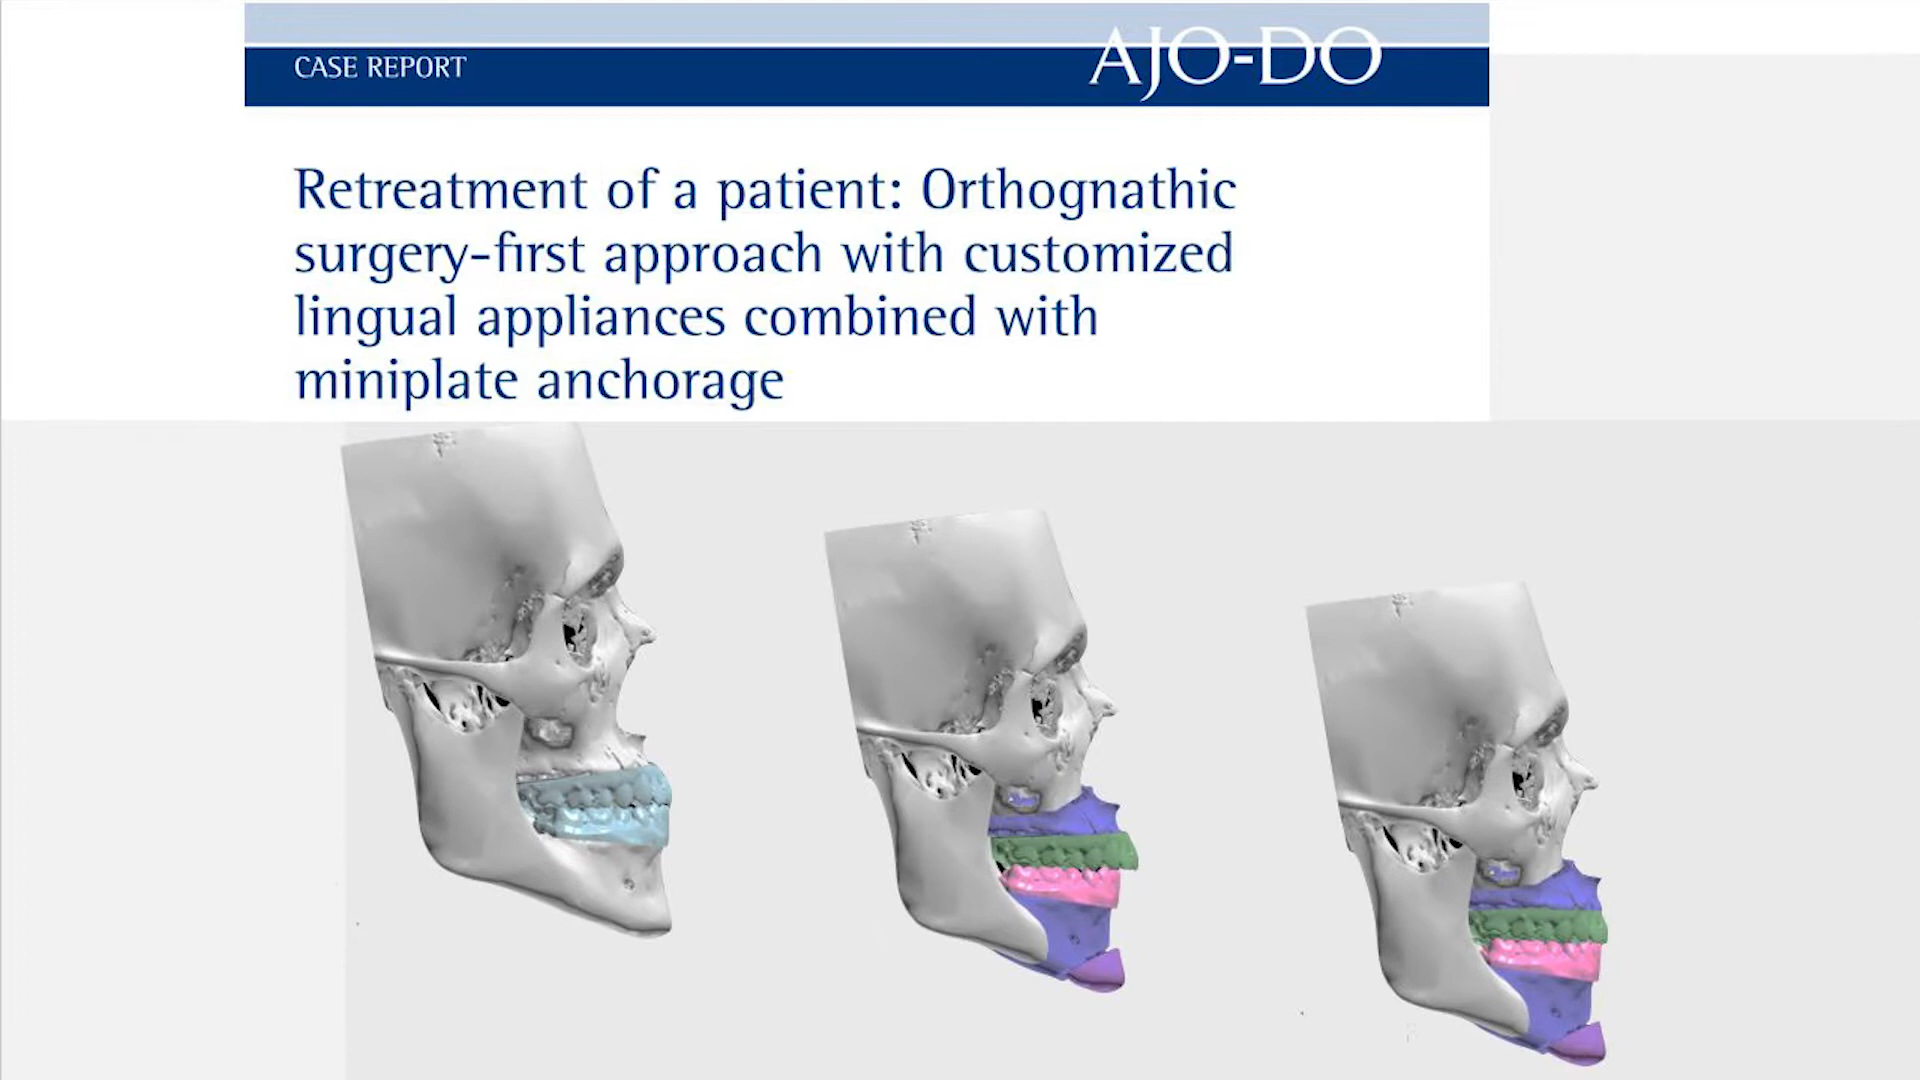 CASE REPORT
AJO-DO
Retreatment of a patient: Orthognathic
surgery-first approach with customized
lingual appliances combined with
miniplate anchorage